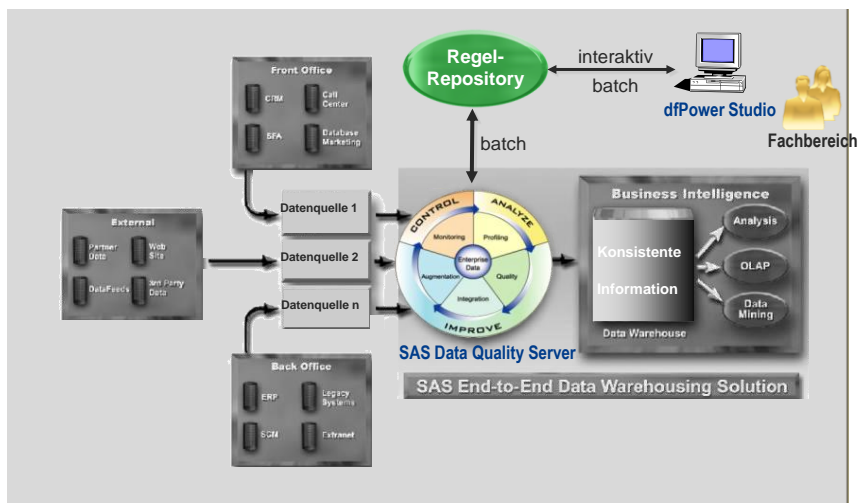 Regel-
Repository
interaktiv
batch
dfPower Studio
Fachbereich
batch
Front Office
CRM
Call
Center
SFA
Database
Marketing
External
Partner
Data
Web
Site
DataFeeds
3rd Party
Data
Datenquelle 1
Datenquelle 2
Datenquelle n
Back Office
ERP
Legacy
Systems
SCM
Extranet
CONTROL
ANALYZE
IMPROVE
Monitoring
Profiling
Augmentation
Enterprise
Data
Quality
Integration
SAS Data Quality Server
Business Intelligence
Konsistente
Information
Data Warehouse
Analysis
OLAP
Data
Mining
SAS End-to-End Data Warehousing Solution